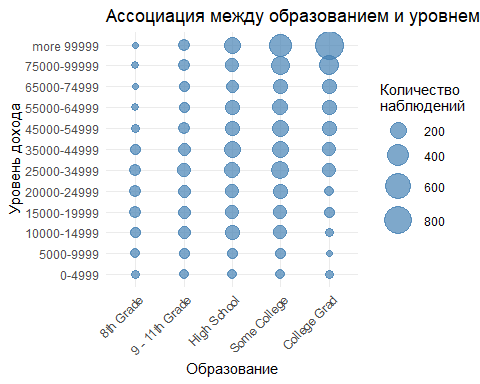 Ассоциация между образованием и уровнем
Уровень дохода
more 99999
75000-99999
65000-74999
55000-64999
45000-54999
35000-44999
25000-34999
20000-24999
15000-19999
10000-14999
5000-9999
0-4999
8th Grade
9 - 11th Grade
High School
Some College
College Grad
Образование
Количество
наблюдений
200
400
600
800